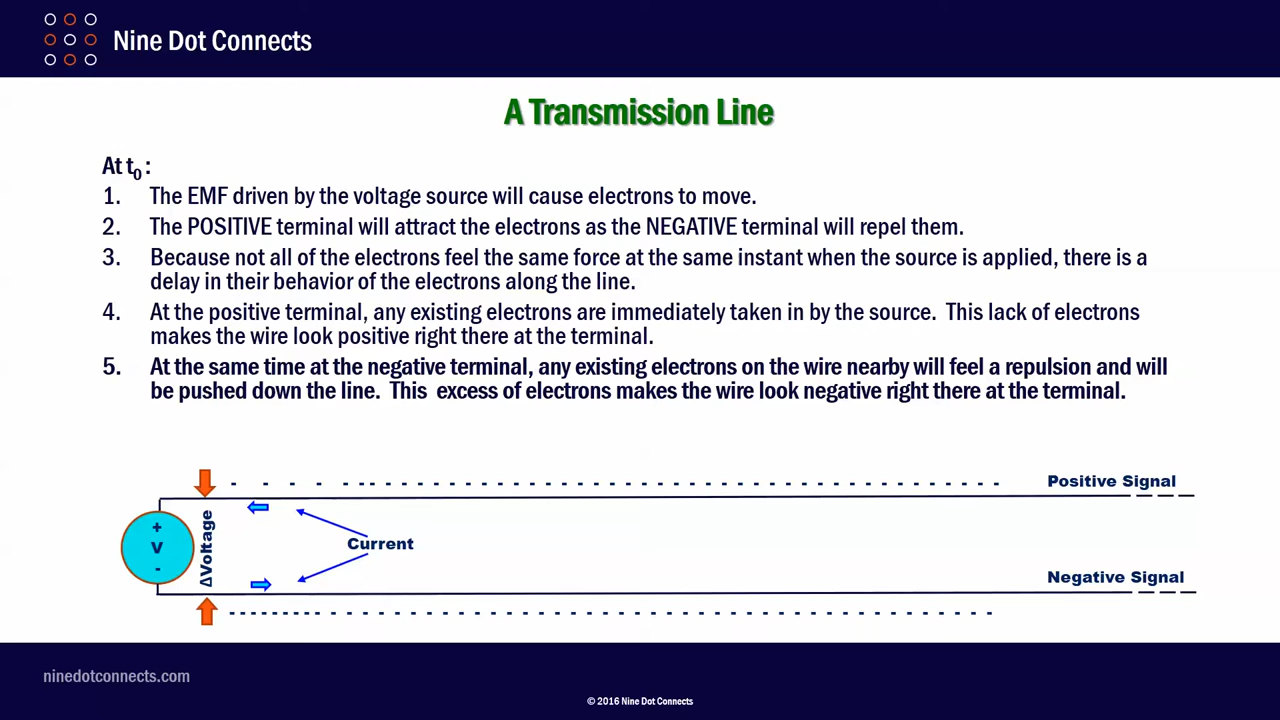 Nine Dot Connects
A Transmission Line
At t0 :
1. The EMF driven by the voltage source will cause electrons to move.
2. The POSITIVE terminal will attract the electrons as the NEGATIVE terminal will repel them.
3. Because not all of the electrons feel the same force at the same instant when the source is applied, there is a
delay in their behavior of the electrons along the line.
4. At the positive terminal, any existing electrons are immediately taken in by the source. This lack of electrons
makes the wire look positive right there at the terminal.
5. At the same time at the negative terminal, any existing electrons on the wire nearby will feel a repulsion and will
be pushed down the line. This excess of electrons makes the wire look negative right there at the terminal.
Positive Signal
+
V
-
ΔVoltage
Current
Negative Signal
ninedotconnects.com
© 2016 Nine Dot Connects